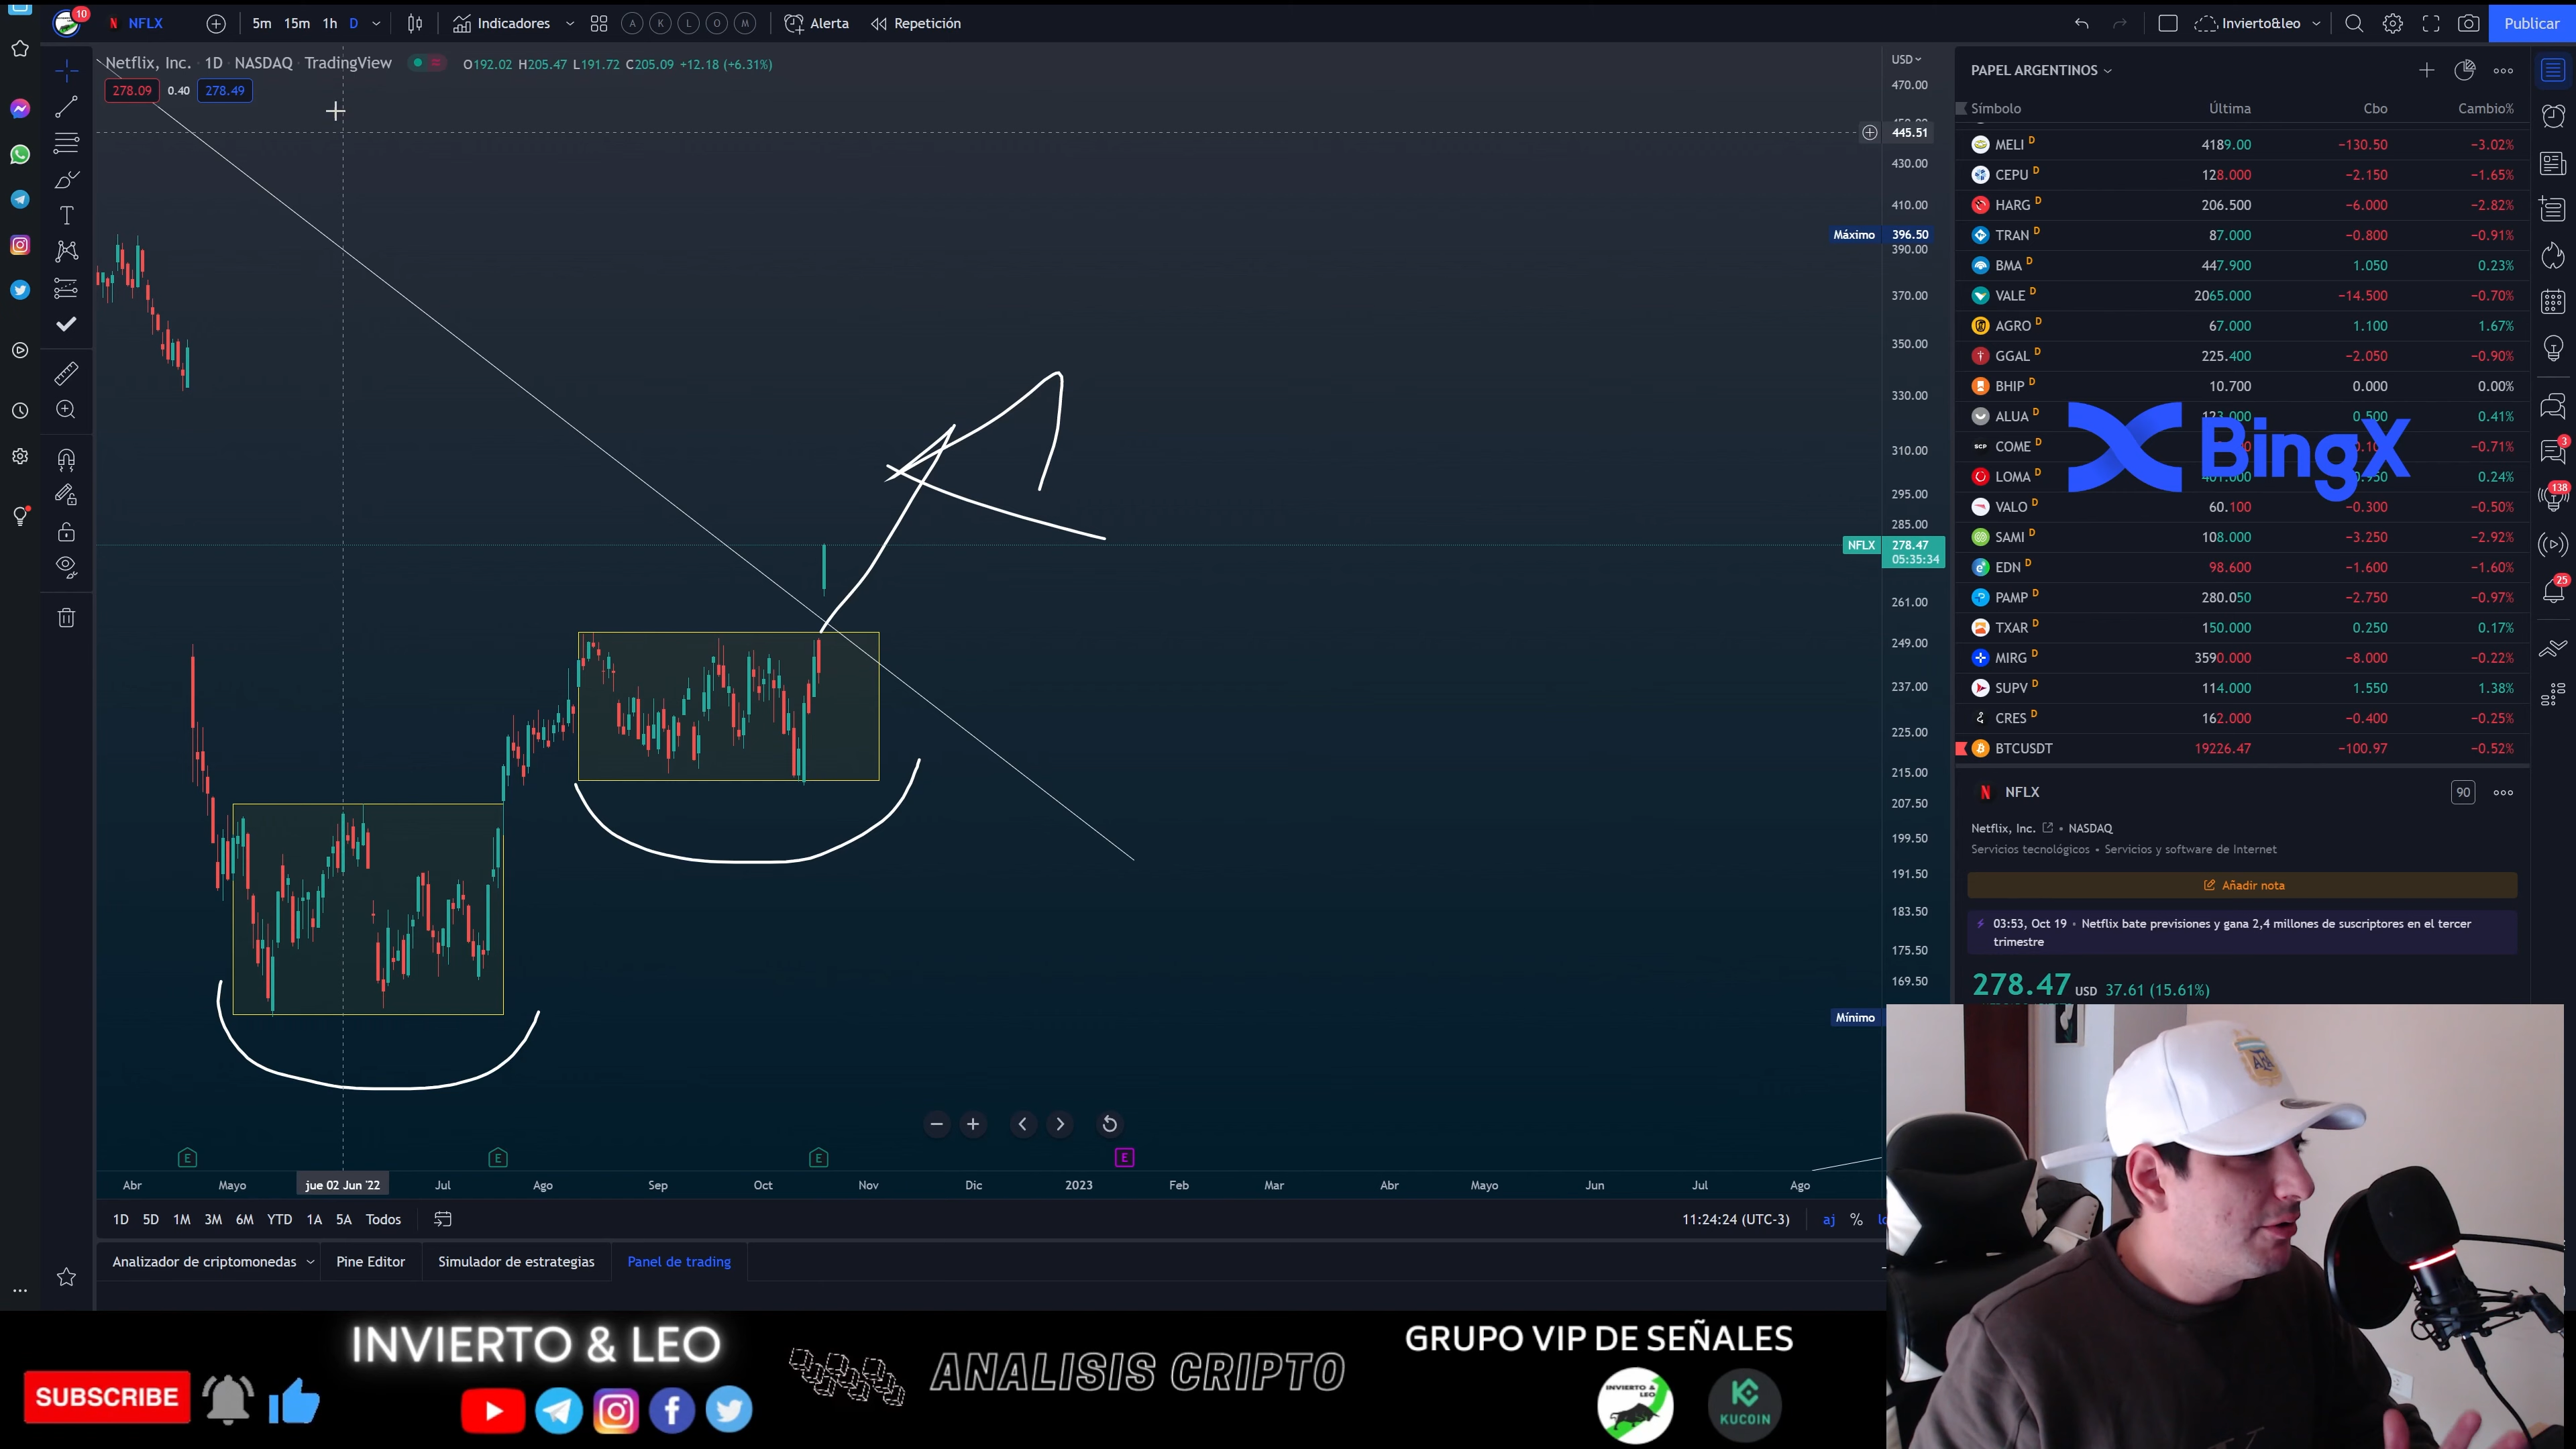 10
NFLX
5m 15m 1h D
Indicadores
A K L O M
Alerta
Repetición
Invierto&leo
Publicar
Netflix, Inc. · 1D · NASDAQ · TradingView
O192.02 H205.47 L191.72 C205.09 +12.18 (+6.31%)
278.09 0.40 278.49
USD
470.00
445.51
430.00
410.00
Máximo 396.50
390.00
370.00
350.00
330.00
310.00
295.00
285.00
NFLX 278.47
05:35:34
261.00
249.00
237.00
225.00
215.00
207.50
199.50
191.50
183.50
175.50
169.50
Mínimo
E E E E
Abr Mayo jue 02 Jun '22 Jul Ago Sep Oct Nov Dic 2023 Feb Mar Abr Mayo Jun Jul Ago
1D 5D 1M 3M 6M YTD 1A 5A Todos
11:24:24 (UTC-3) aj %
Analizador de criptomonedas Pine Editor Simulador de estrategias Panel de trading
PAPEL ARGENTINOS
Símbolo Última Cbo Cambio%
MELI D 4189.00 −130.50 −3.02%
CEPU D 128.000 −2.150 −1.65%
HARG D 206.500 −6.000 −2.82%
TRAN D 87.000 −0.800 −0.91%
BMA D 447.900 1.050 0.23%
VALE D 2065.000 −14.500 −0.70%
AGRO D 67.000 1.100 1.67%
GGAL D 225.400 −2.050 −0.90%
BHIP D 10.700 0.000 0.00%
ALUA D 123.000 0.500 0.41%
COME D −0.71%
LOMA D 0.24%
BingX
VALO D 60.100 −0.300 −0.50%
SAMI D 108.000 −3.250 −2.92%
EDN D 98.600 −1.600 −1.60%
PAMP D 280.050 −2.750 −0.97%
TXAR D 150.000 0.250 0.17%
MIRG D 3590.000 −8.000 −0.22%
SUPV D 114.000 1.550 1.38%
CRES D 162.000 −0.400 −0.25%
BTCUSDT 19226.47 −100.97 −0.52%
3
138
25
NFLX
90
Netflix, Inc. • NASDAQ
Servicios tecnológicos • Servicios y software de Internet
Añadir nota
03:53, Oct 19 • Netflix bate previsiones y gana 2,4 millones de suscriptores en el tercer
trimestre
278.47 USD 37.61 (15.61%)
SUBSCRIBE
INVIERTO & LEO
ANALISIS CRIPTO
GRUPO VIP DE SEÑALES
INVIERTO & LEO
KUCOIN